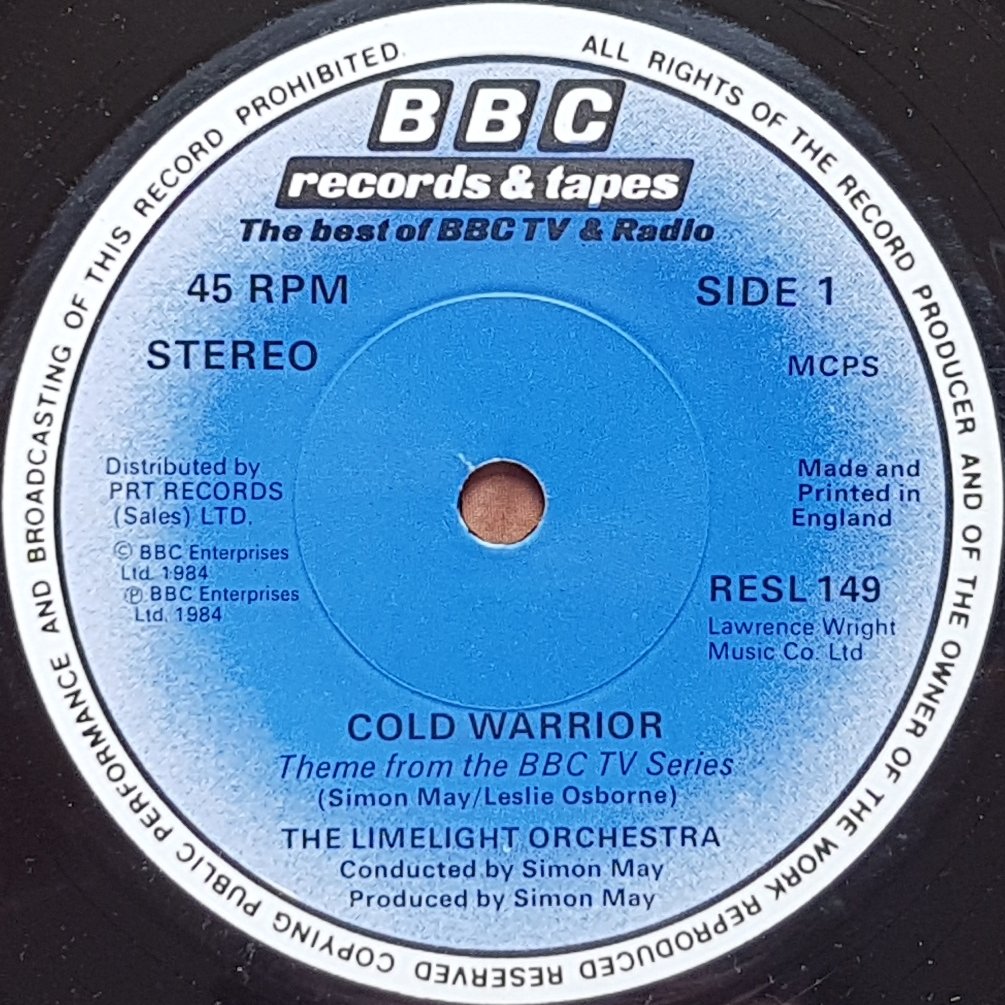 ALL RIGHTS OF THE RECORD PRODUCER AND OF THE OWNER OF THE WORK REPRODUCED RESERVED COPYING PUBLIC PERFORMANCE AND BROADCASTING OF THIS RECORD PROHIBITED.
BBC
records & tapes
The best of BBC TV & Radio
45 RPM
SIDE 1
STEREO
MCPS
Distributed by
PRT RECORDS
(Sales) LTD.
Made and
Printed in
England
© BBC Enterprises
Ltd. 1984
℗ BBC Enterprises
Ltd. 1984
RESL 149
Lawrence Wright
Music Co. Ltd
COLD WARRIOR
Theme from the BBC TV Series
(Simon May/Leslie Osborne)
THE LIMELIGHT ORCHESTRA
Conducted by Simon May
Produced by Simon May